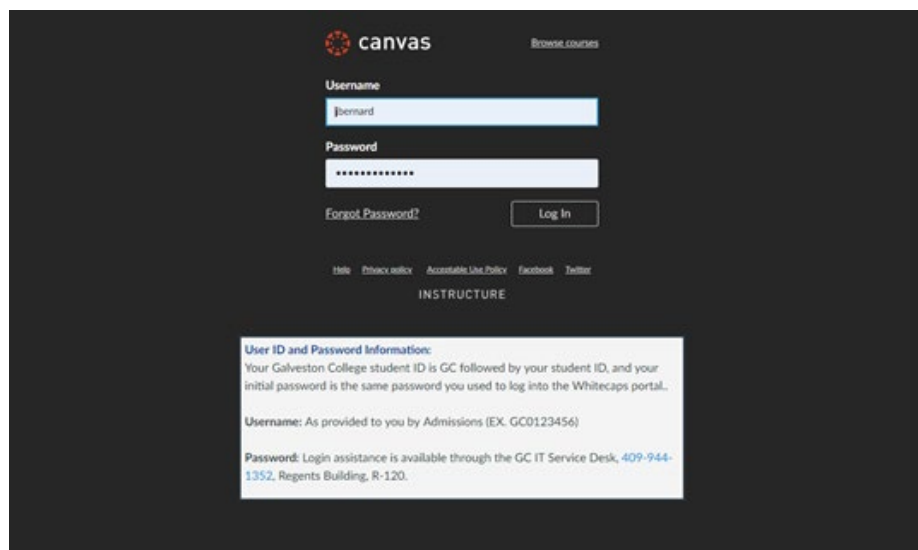 canvas Browse courses
Username
jbernard
Password
•••••••••••••
Forgot Password? Log In
Help Privacy policy Acceptable Use Policy Facebook Twitter
INSTRUCTURE
User ID and Password Information:
Your Galveston College student ID is GC followed by your student ID, and your
initial password is the same password you used to log into the Whitecaps portal..
Username: As provided to you by Admissions (EX. GC0123456)
Password: Login assistance is available through the GC IT Service Desk, 409-944-
1352, Regents Building, R-120.